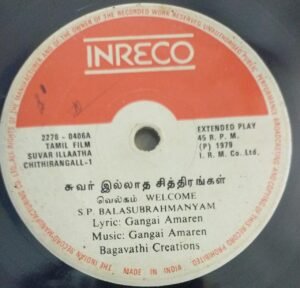 INRECO
2278 - 0406A
TAMIL FILM
SUVAR ILLAATHA
CHITHIRANGALL-1
EXTENDED PLAY
45 R. P. M.
(P) 1979
I. R. M. Co. Ltd.
சுவர் இல்லாத சித்திரங்கள்
வெல்கம் WELCOME
S.P. BALASUBRAHMANYAM
Lyric: Gangai Amaren
Music: Gangai Amaren
Bagavathi Creations
MADE IN INDIA